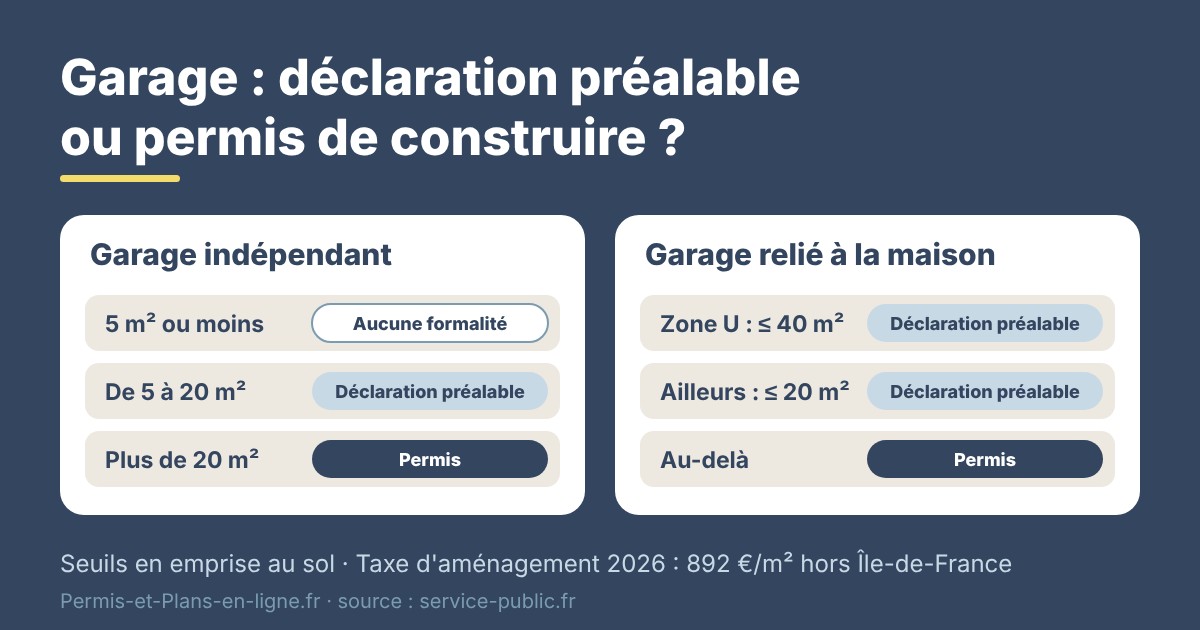 Garage : déclaration préalable
ou permis de construire ?
Garage indépendant
5 m² ou moins
Aucune formalité
De 5 à 20 m²
Déclaration préalable
Plus de 20 m²
Permis
Garage relié à la maison
Zone U : ≤ 40 m²
Déclaration préalable
Ailleurs : ≤ 20 m²
Déclaration préalable
Au-delà
Permis
Seuils en emprise au sol · Taxe d'aménagement 2026 : 892 €/m² hors Île-de-France
Permis-et-Plans-en-ligne.fr · source : service-public.fr